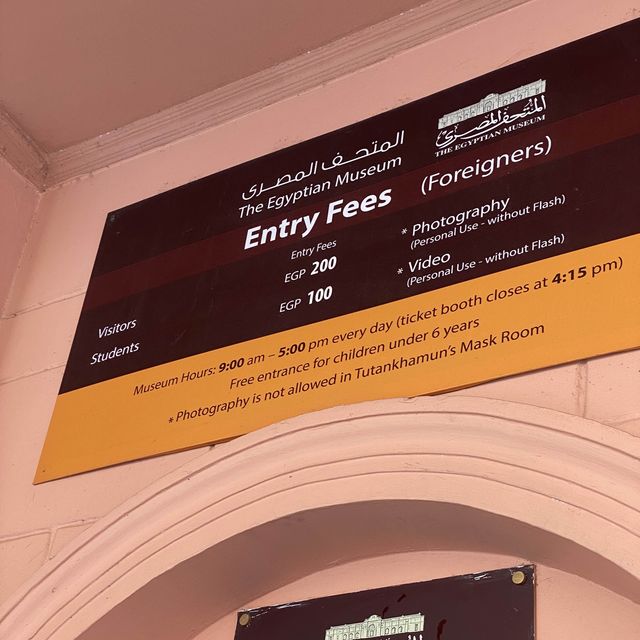 المتحف المصرى
The Egyptian Museum
المتحف المصرى
THE EGYPTIAN MUSEUM
Entry Fees (Foreigners)
Entry Fees
Visitors EGP 200
Students EGP 100
* Photography
(Personal Use - without Flash)
* Video
(Personal Use - without Flash)
Museum Hours: 9:00 am – 5:00 pm every day (ticket booth closes at 4:15 pm)
Free entrance for children under 6 years
* Photography is not allowed in Tutankhamun's Mask Room